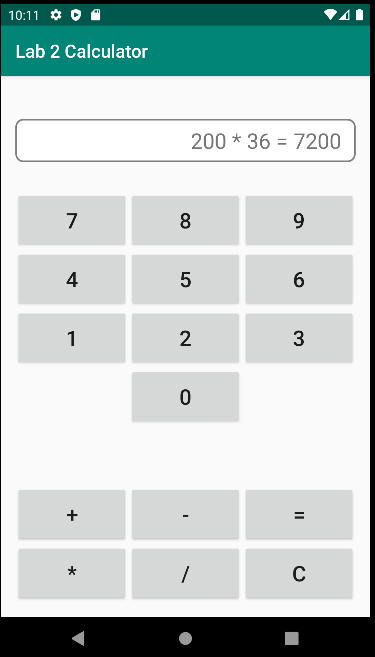 10:11
Lab 2 Calculator
200 * 36 = 7200
7 8 9
4 5 6
1 2 3
0
+ - =
* / C